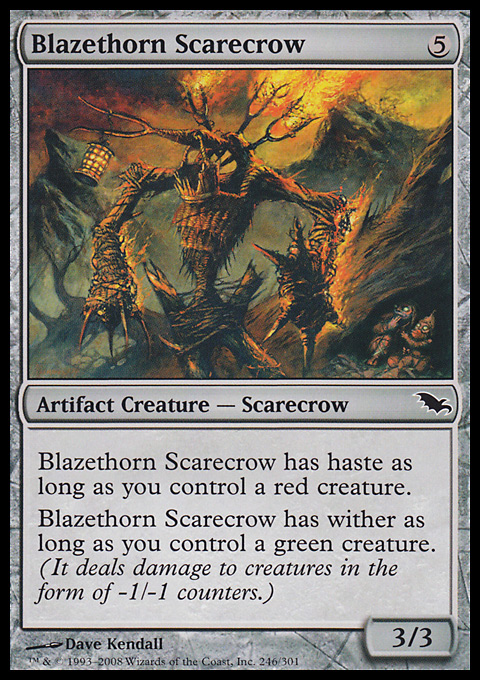 Blazethorn Scarecrow 5
Artifact Creature — Scarecrow
Blazethorn Scarecrow has haste as
long as you control a red creature.
Blazethorn Scarecrow has wither as
long as you control a green creature.
(It deals damage to creatures in the
form of -1/-1 counters.)
Dave Kendall
3/3
™ & © 1993–2008 Wizards of the Coast, Inc. 246/301